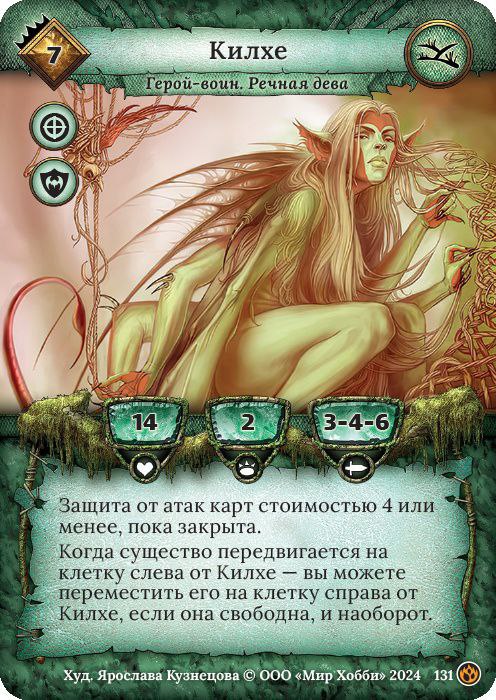 7
Килхе
Герой-воин. Речная дева
14
2
3-4-6
Защита от атак карт стоимостью 4 или
менее, пока закрыта.
Когда существо передвигается на
клетку слева от Килхе — вы можете
переместить его на клетку справа от
Килхе, если она свободна, и наоборот.
Худ. Ярослава Кузнецова © ООО «Мир Хобби» 2024 131